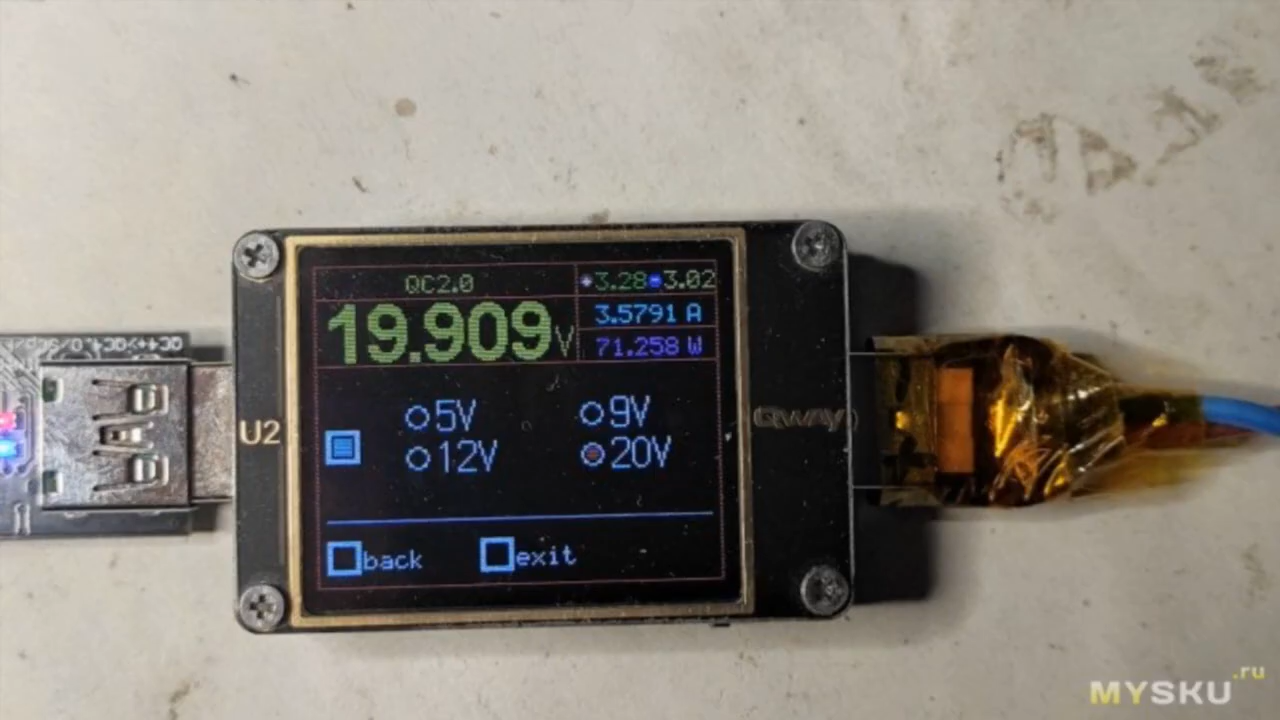 QC2.0
+3.28 -3.02
19.909V
3.5791 A
71.258 W
5V
9V
12V
20V
back
exit
U2
Qway
MYSKU.ru